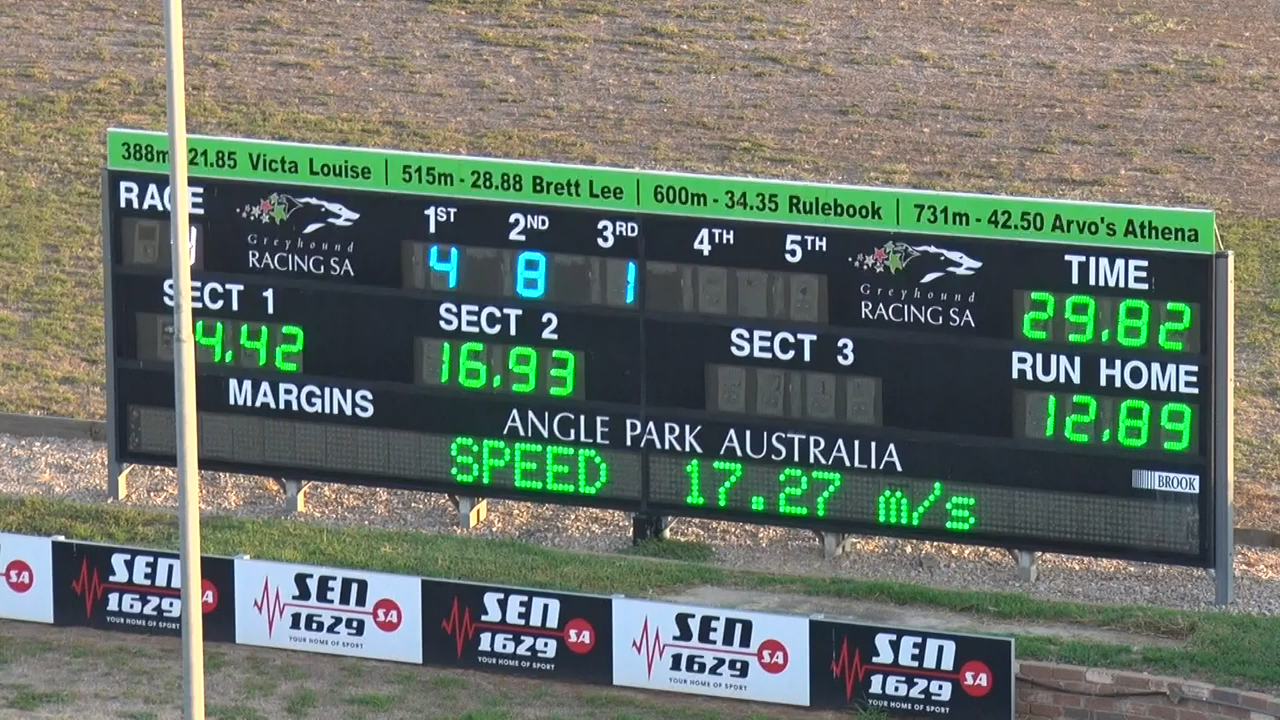 388m 21.85 Victa Louise | 515m - 28.88 Brett Lee | 600m - 34.35 Rulebook | 731m - 42.50 Arvo's Athena
RACE
Greyhound
RACING SA
1ST 2ND 3RD 4TH 5TH
4 8 1
Greyhound
RACING SA
TIME
29.82
SECT 1
4.42
SECT 2
16.93
SECT 3
RUN HOME
12.89
MARGINS
ANGLE PARK AUSTRALIA
SPEED 17.27 m/s
BROOK
SA
SEN
1629 SA
SEN
1629 SA
YOUR HOME OF SPORT
SEN
1629 SA
YOUR HOME OF SPORT
SEN
1629 SA
YOUR HOME OF SPORT
SEN
1629 SA
YOUR HOME OF SPORT